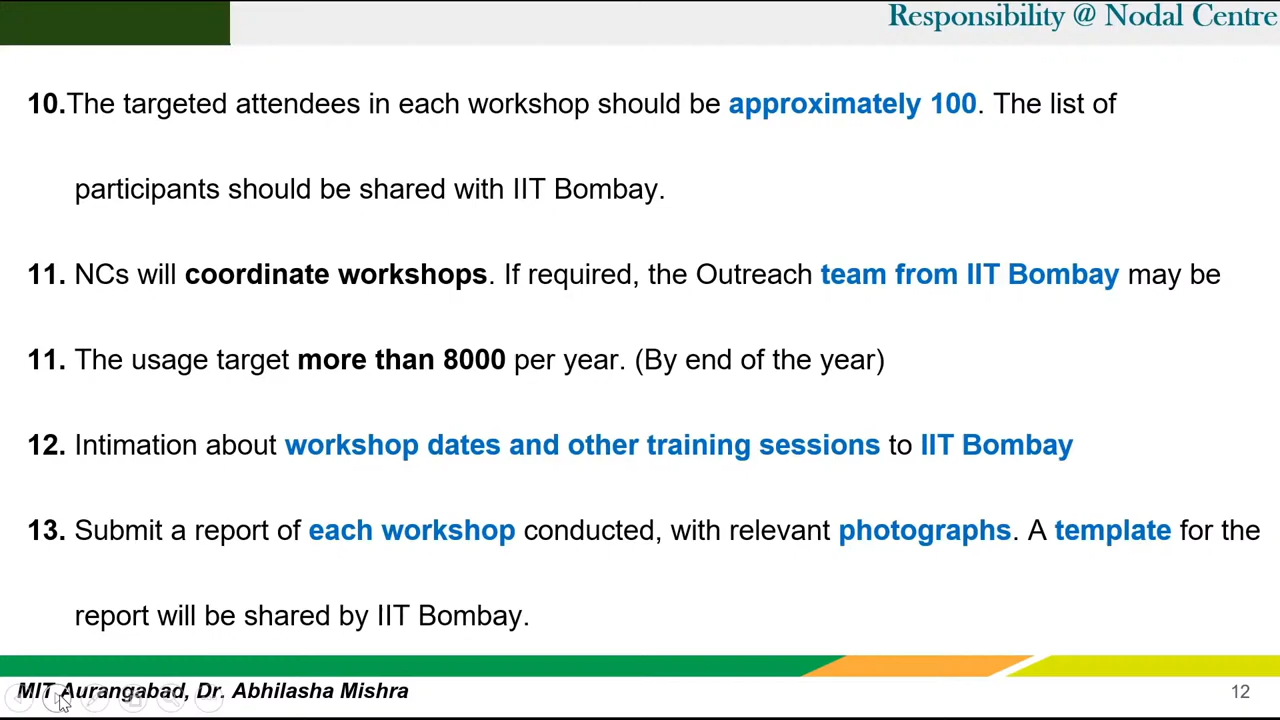 Responsibility @ Nodal Centre
10.The targeted attendees in each workshop should be approximately 100. The list of
participants should be shared with IIT Bombay.
11. NCs will coordinate workshops. If required, the Outreach team from IIT Bombay may be
11. The usage target more than 8000 per year. (By end of the year)
12. Intimation about workshop dates and other training sessions to IIT Bombay
13. Submit a report of each workshop conducted, with relevant photographs. A template for the
report will be shared by IIT Bombay.
MIT Aurangabad, Dr. Abhilasha Mishra
12